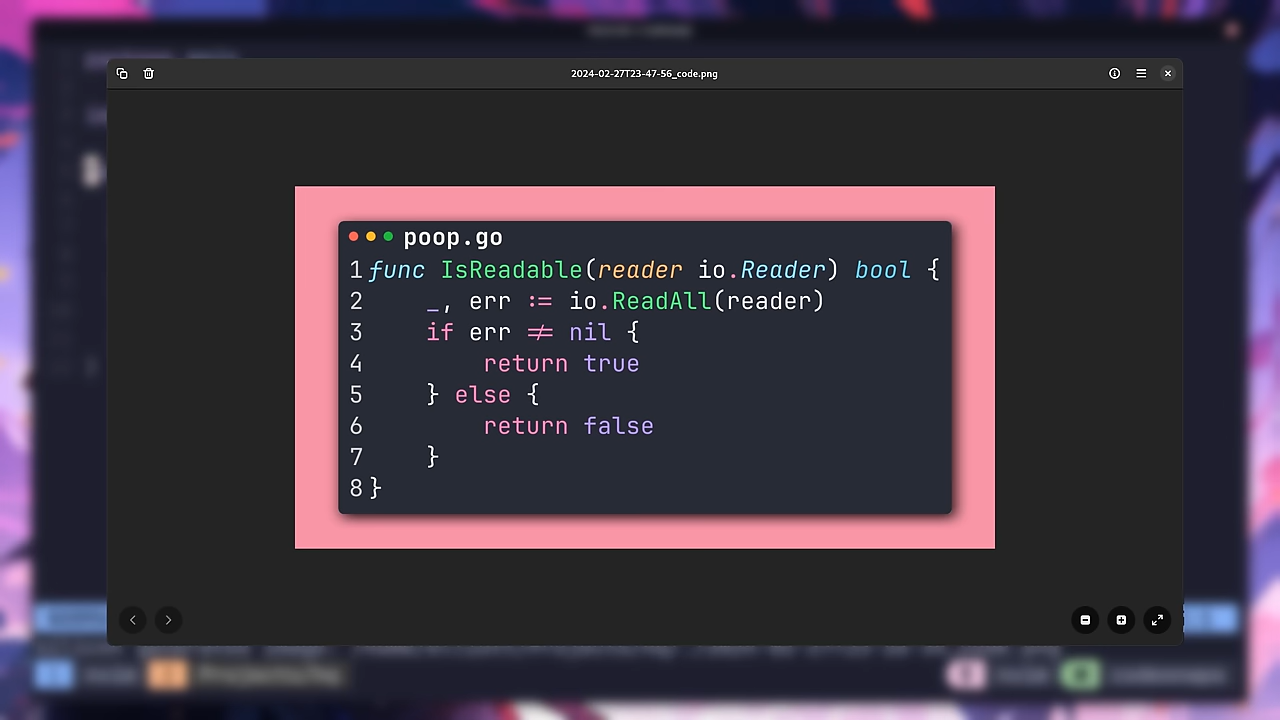 2024-02-27T23-47-56_code.png
poop.go
1 func IsReadable(reader io.Reader) bool {
2     _, err := io.ReadAll(reader)
3     if err ≠ nil {
4         return true
5     } else {
6         return false
7     }
8 }